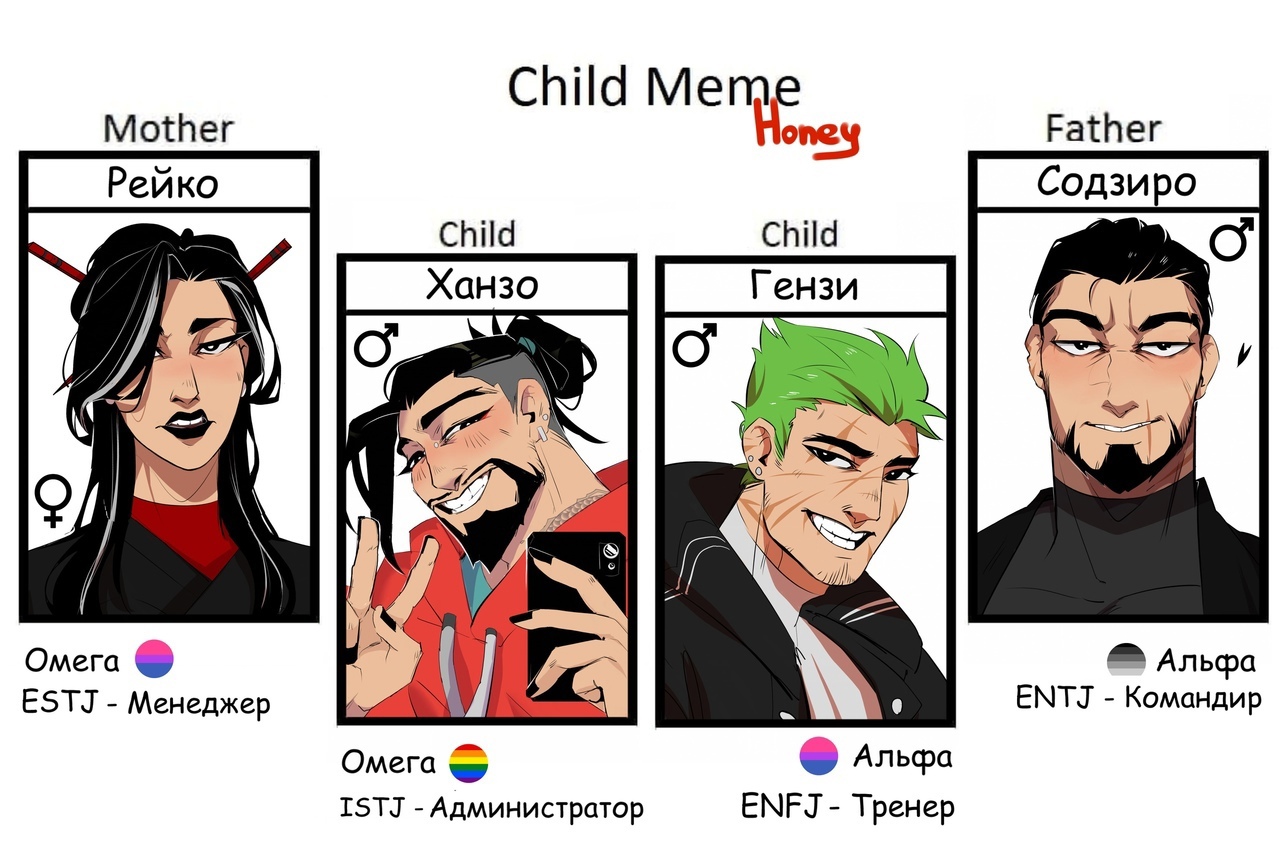 Child Meme
Honey
Mother
Рейко
Омега
ESTJ - Менеджер
Child
Ханзо
Омега
ISTJ - Администратор
Child
Гензи
Альфа
ENFJ - Тренер
Father
Содзиро
Альфа
ENTJ - Командир